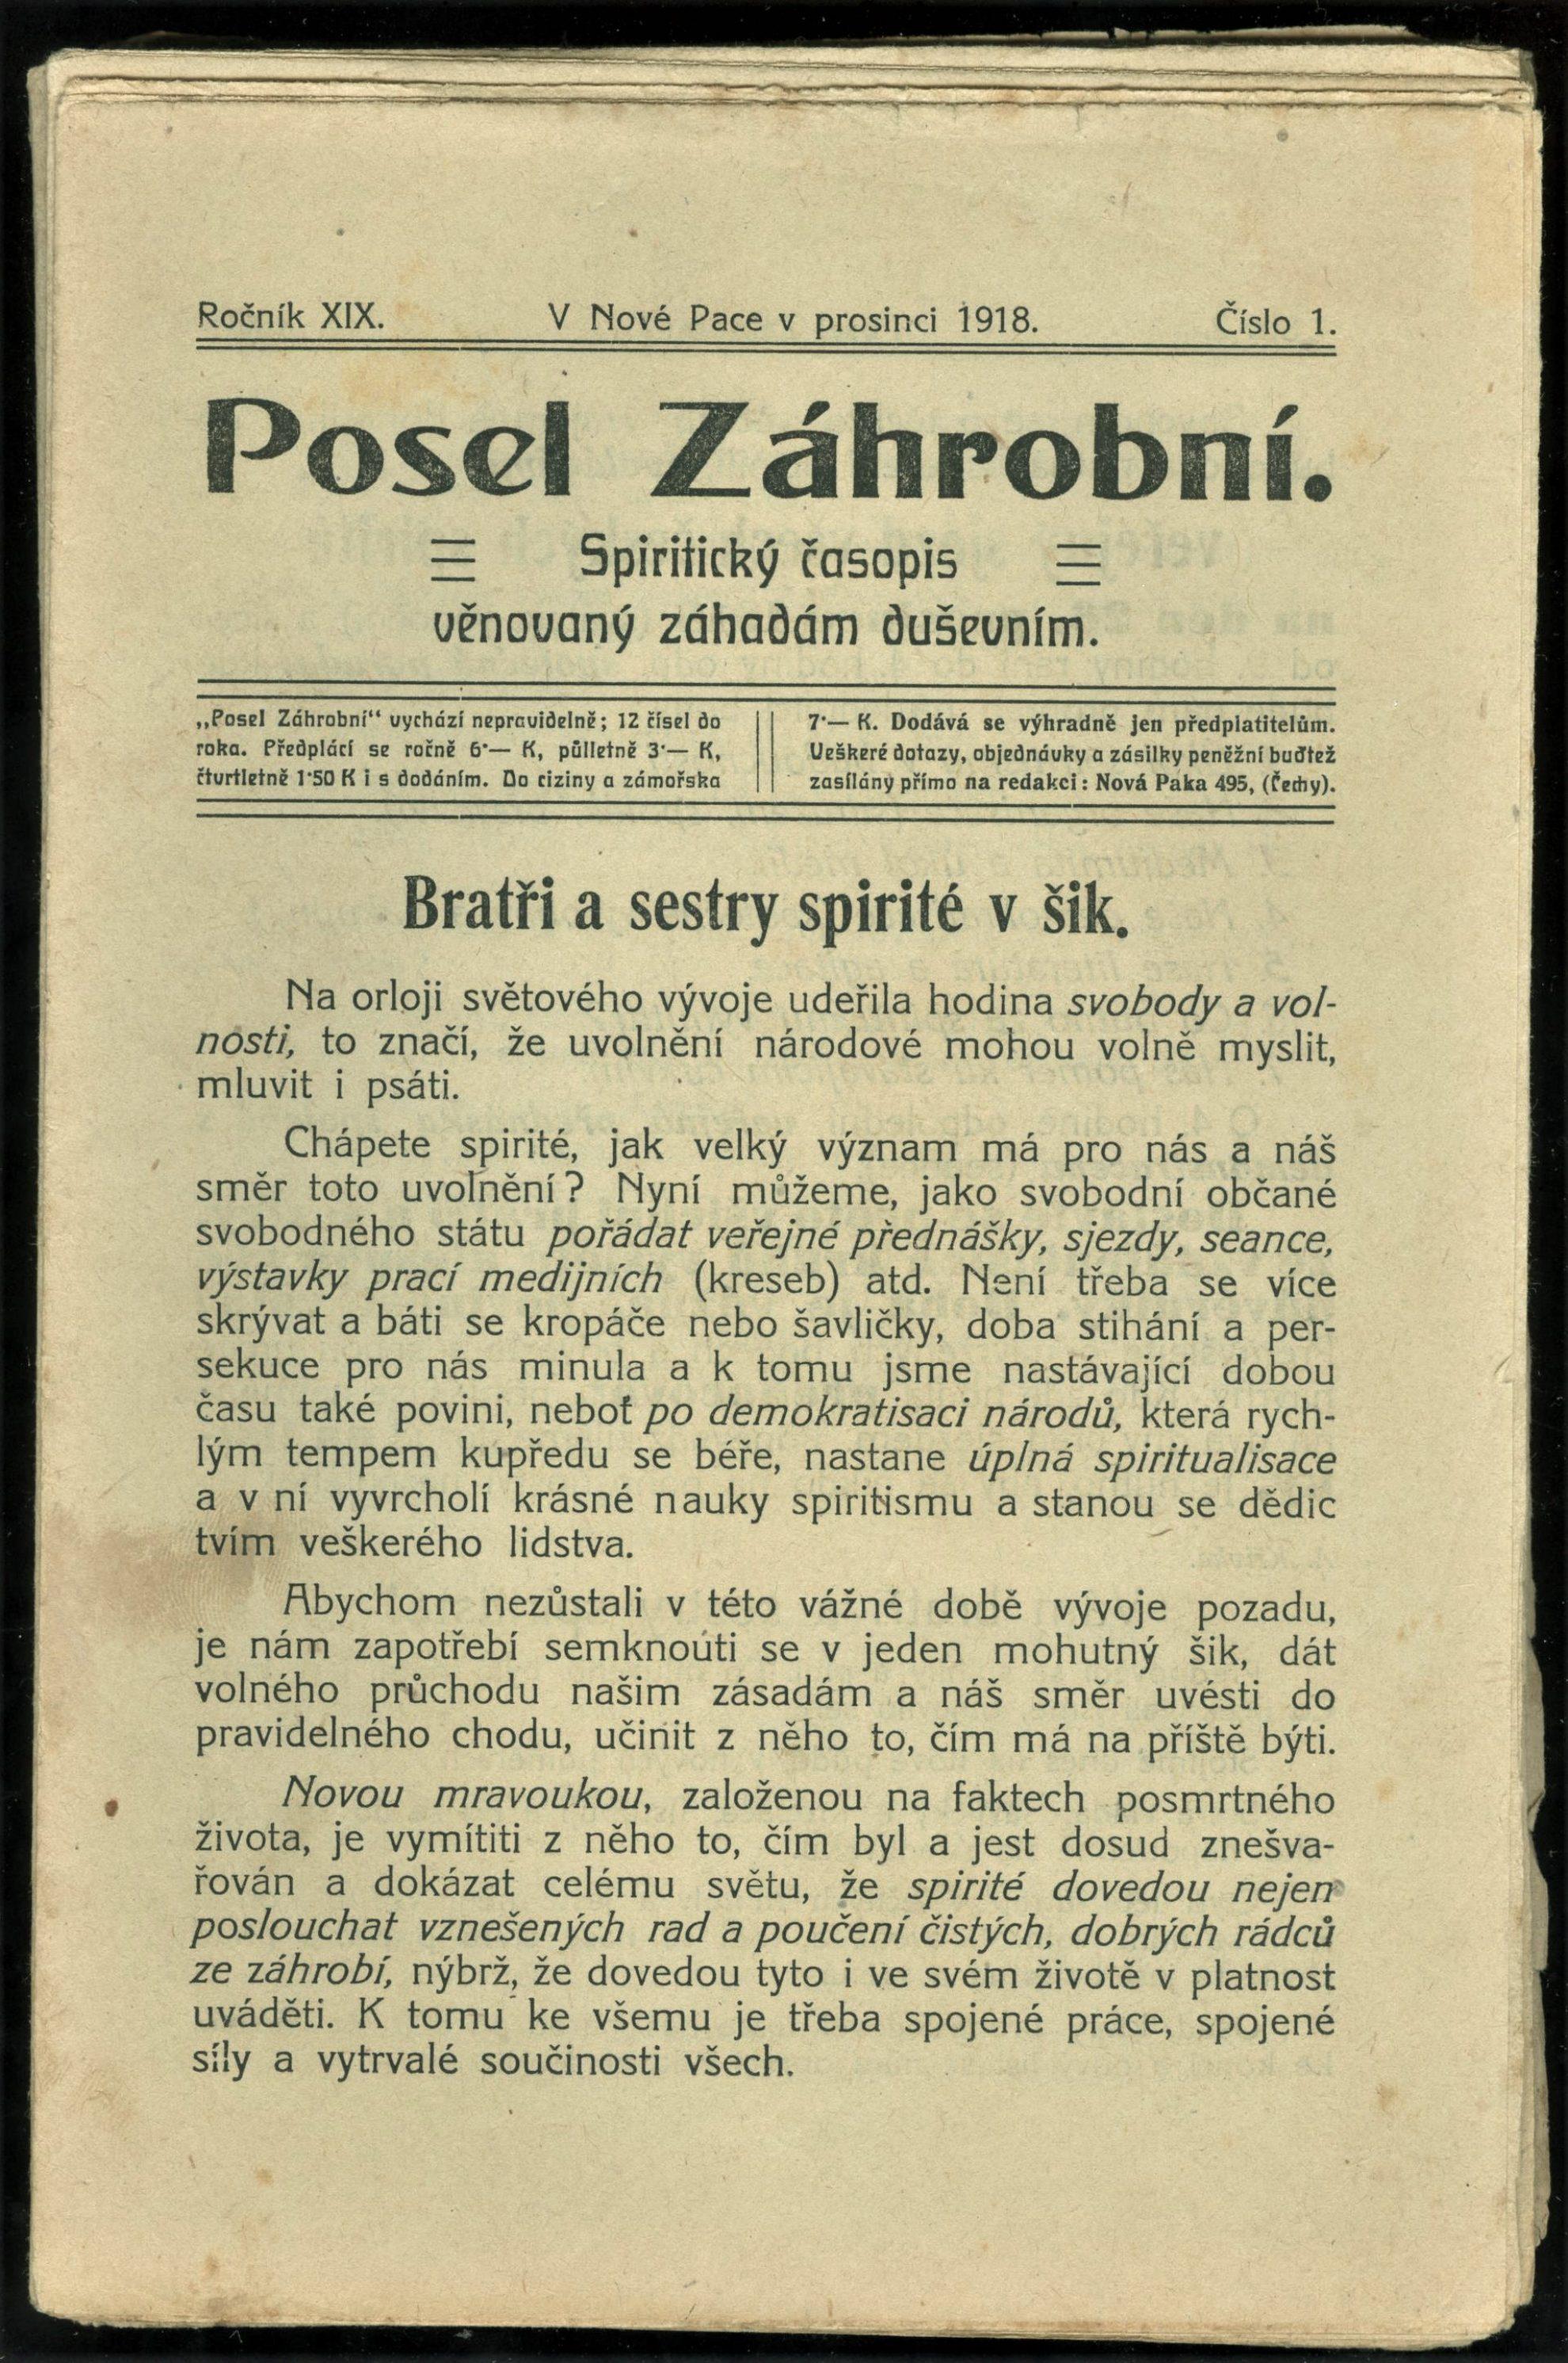 Ročník XIX. V Nové Pace v prosinci 1918. Číslo 1.
Posel Záhrobní.
Spiritický časopis
věnovaný záhadám duševním.
„Posel Záhrobní“ vychází nepravidelně; 12 čísel do
roka. Předplácí se ročně 6·— K, půlletně 3·— K,
čtvrtletně 1·50 K i s dodáním. Do ciziny a zámořska
7·— K. Dodává se výhradně jen předplatitelům.
Veškeré dotazy, objednávky a zásilky peněžní buďtež
zasílány přímo na redakci: Nová Paka 495, (Čechy).
Bratři a sestry spirité v šik.
Na orloji světového vývoje udeřila hodina svobody a vol-
nosti, to značí, že uvolnění národové mohou volně myslit,
mluvit i psáti.
Chápete spirité, jak velký význam má pro nás a náš
směr toto uvolnění? Nyní můžeme, jako svobodní občané
svobodného státu pořádat veřejné přednášky, sjezdy, seance,
výstavky prací medijních (kreseb) atd. Není třeba se více
skrývat a báti se kropáče nebo šavličky, doba stihání a per-
sekuce pro nás minula a k tomu jsme nastávající dobou
času také povini, neboť po demokratisaci národů, která rych-
lým tempem kupředu se béře, nastane úplná spiritualisace
a v ní vyvrcholí krásné nauky spiritismu a stanou se dědic
tvím veškerého lidstva.
Abychom nezůstali v této vážné době vývoje pozadu,
je nám zapotřebí semknouti se v jeden mohutný šik, dát
volného průchodu našim zásadám a náš směr uvésti do
pravidelného chodu, učinit z něho to, čím má na příště býti.
Novou mravoukou, založenou na faktech posmrtného
života, je vymítiti z něho to, čím byl a jest dosud znešva-
řován a dokázat celému světu, že spirité dovedou nejen
poslouchat vznešených rad a poučení čistých, dobrých rádců
ze záhrobí, nýbrž, že dovedou tyto i ve svém životě v platnost
uváděti. K tomu ke všemu je třeba spojené práce, spojené
síly a vytrvalé součinosti všech.